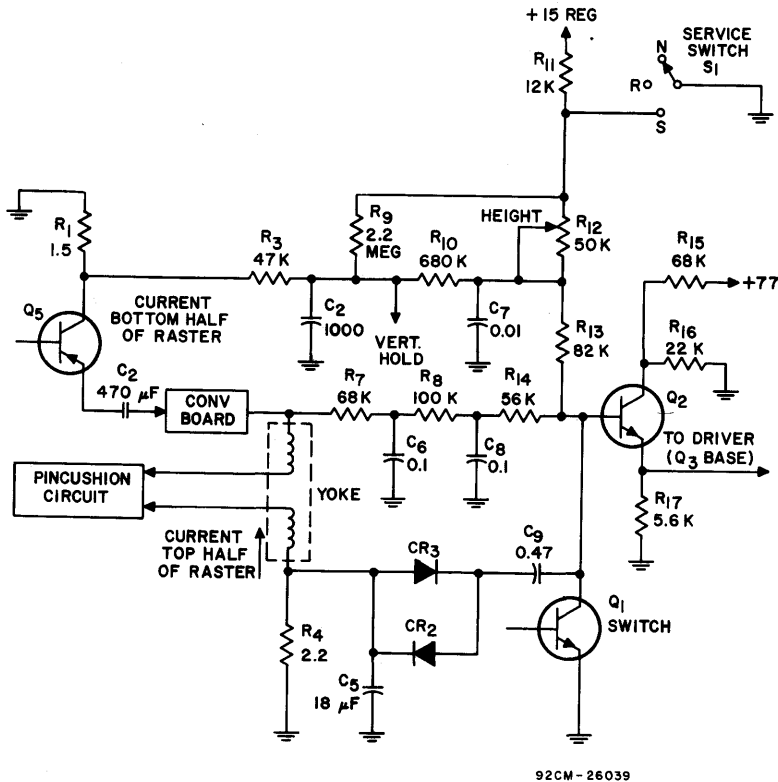 +15 REG
R11
12K
SERVICE
SWITCH
S1
N
R
S
R1
1.5
R3
47K
R9
2.2
MEG
R10
680K
HEIGHT
R12
50K
R15
68K
+77
R16
22K
Q5
CURRENT
BOTTOM HALF
OF RASTER
C2
1000
VERT.
HOLD
C7
0.01
R13
82K
C2
470 μF
CONV
BOARD
R7
68K
R8
100K
R14
56K
Q2
C6
0.1
C8
0.1
TO DRIVER
(Q3 BASE)
PINCUSHION
CIRCUIT
YOKE
R17
5.6K
CURRENT
TOP HALF
OF RASTER
CR3
C9
0.47
CR2
Q1
SWITCH
R4
2.2
C5
18 μF
92CM-26039